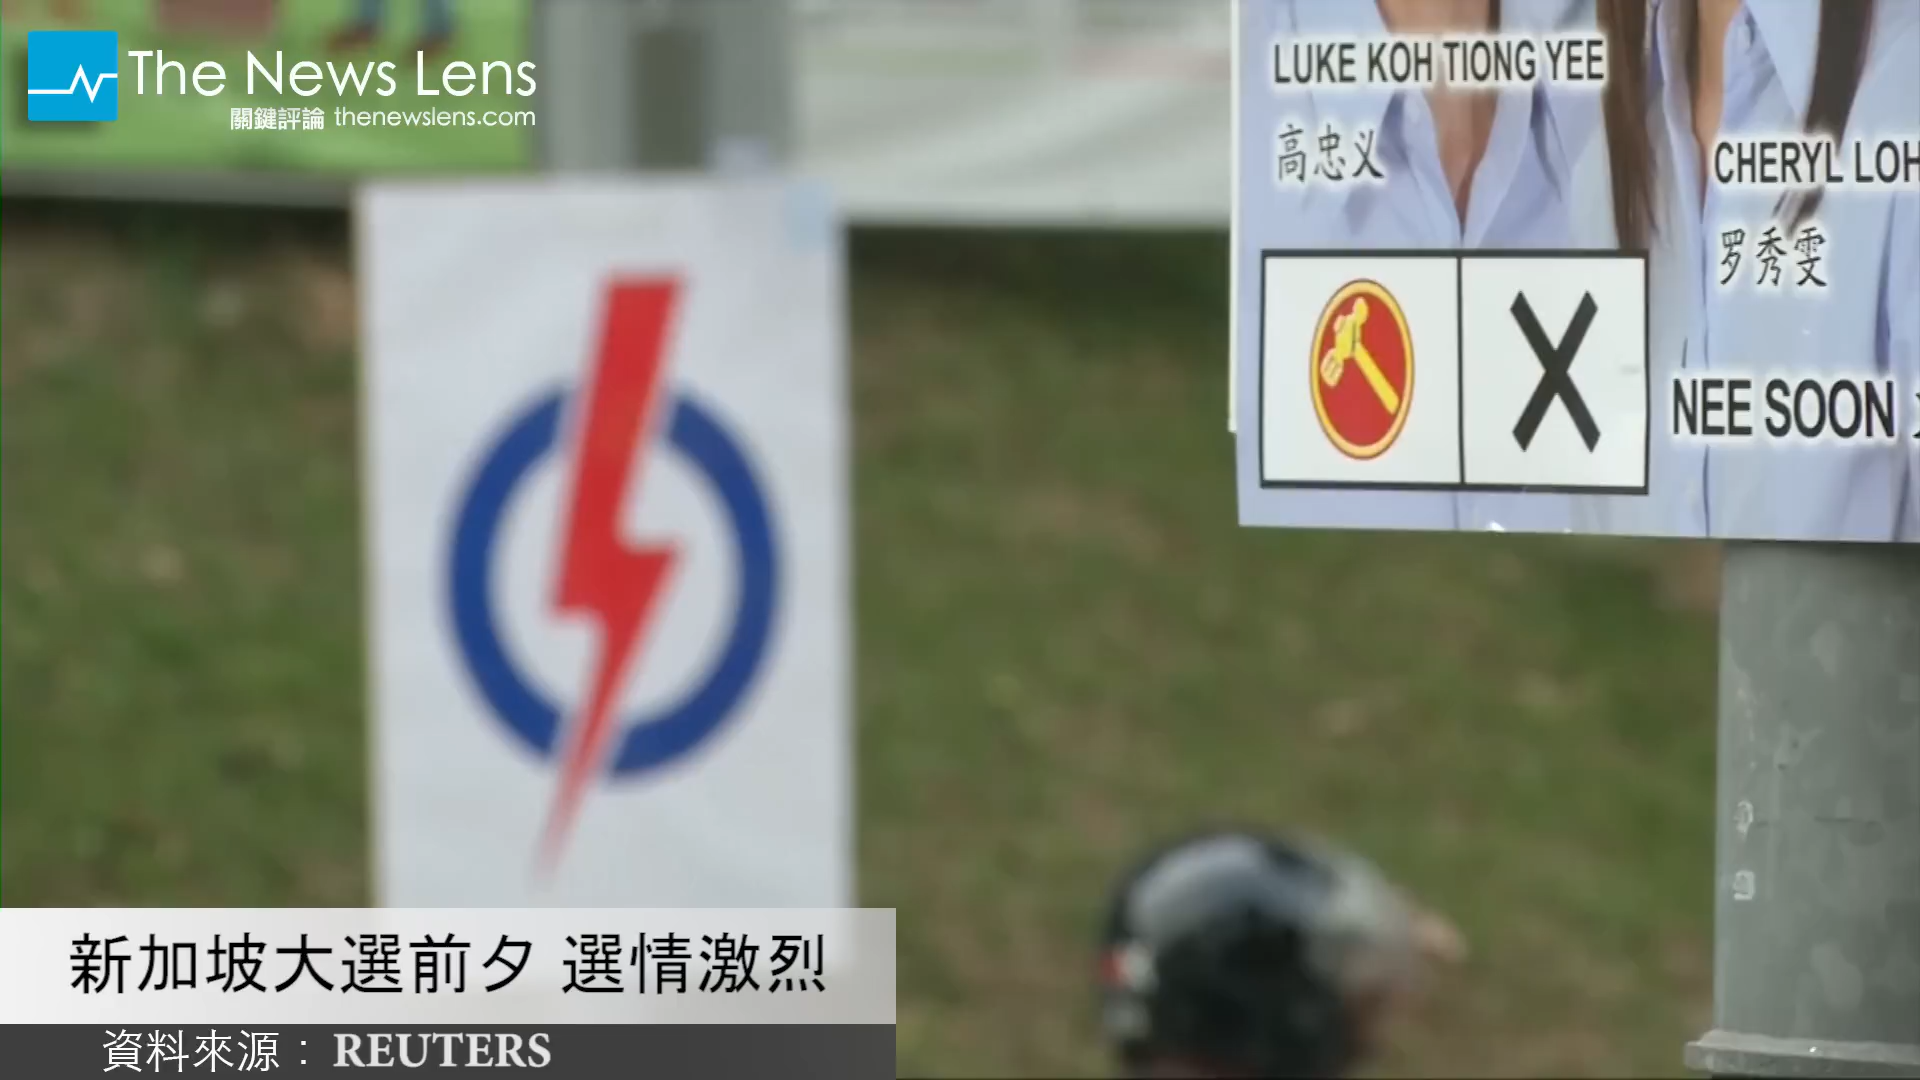 The News Lens
關鍵評論 thenewslens.com
LUKE KOH TIONG YEE
高忠义
CHERYL LOH
罗秀雯
NEE SOON
新加坡大選前夕 選情激烈
資料來源：REUTERS